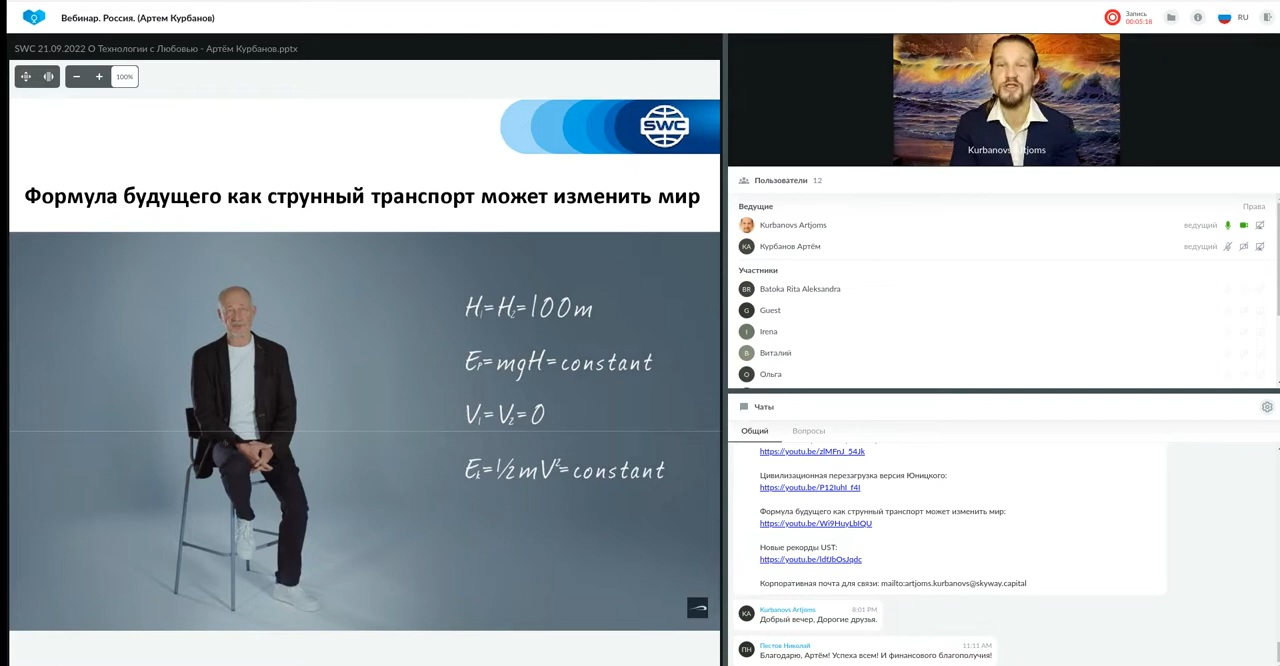 Вебинар. Россия. (Артем Курбанов)
Запись
00:05:18
RU
SWC 21.09.2022 О Технологии с Любовью - Артём Курбанов.pptx
100%
SWC
Формула будущего как струнный транспорт может изменить мир
H₁=H₂=100m
Eₚ=mgH=constant
V₁=V₂=0
Eₖ=½mV²=constant
Kurbanovs Artjoms
Пользователи 12
Ведущие Права
Kurbanovs Artjoms ведущий
КА Курбанов Артём ведущий
Участники
BR Batoka Rita Aleksandra
G Guest
I Irena
В Виталий
О Ольга
Чаты
Общий Вопросы
https://youtu.be/zlMFnJ_54Jk
Цивилизационная перезагрузка версия Юницкого:
https://youtu.be/P12IuhI_f4I
Формула будущего как струнный транспорт может изменить мир:
https://youtu.be/Wi9HuyLbIQU
Новые рекорды UST:
https://youtu.be/ldfJbOsJqdc
Корпоративная почта для связи: mailto:artjoms.kurbanovs@skyway.capital
KA Kurbanovs Artjoms 8:01 PM
Добрый вечер, Дорогие друзья.
ПН Пестов Николай 11:11 AM
Благодарю, Артём! Успеха всем! И финансового благополучия!